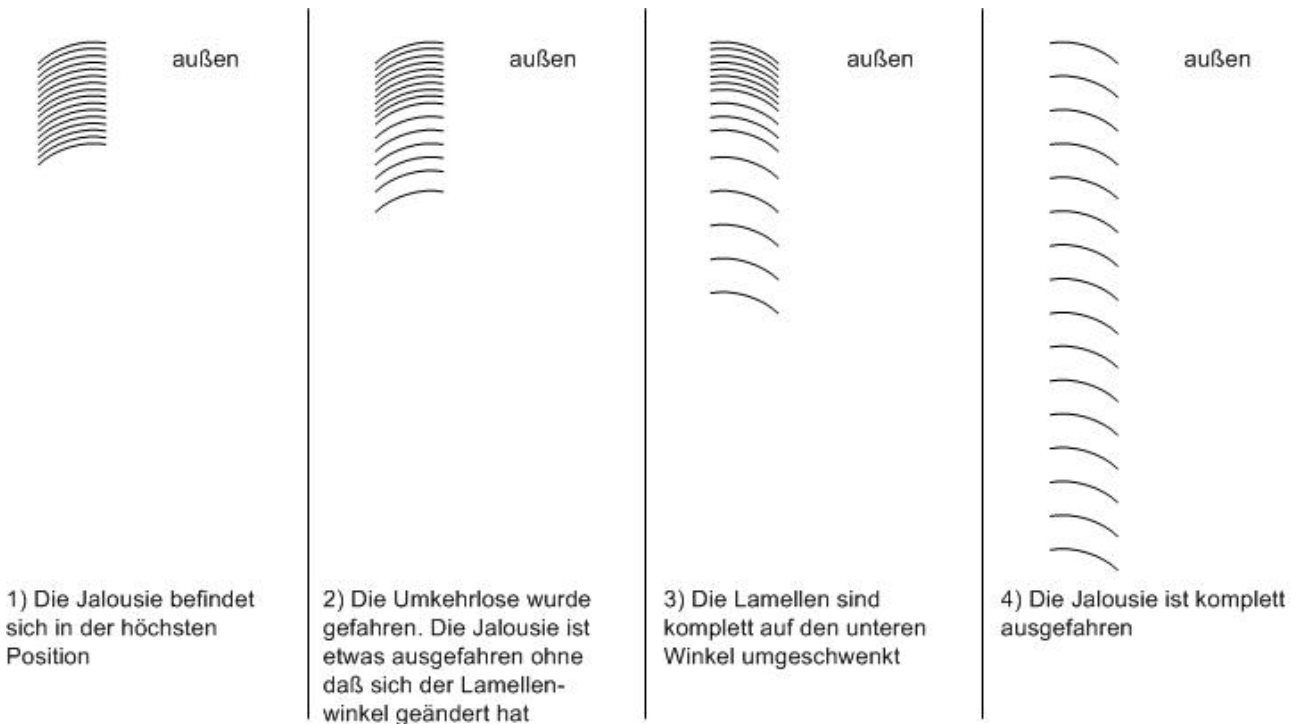 außen
außen
außen
außen
1) Die Jalousie befindet
sich in der höchsten
Position
2) Die Umkehrlose wurde
gefahren. Die Jalousie ist
etwas ausgefahren ohne
daß sich der Lamellen-
winkel geändert hat
3) Die Lamellen sind
komplett auf den unteren
Winkel umgeschwenkt
4) Die Jalousie ist komplett
ausgefahren